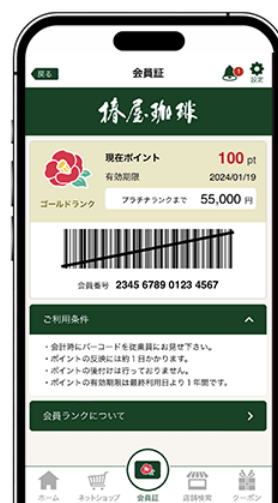 戻る
会員証
1
設定
椿屋珈琲
現在ポイント 100 pt
有効期限 2024/01/19
ゴールドランク
プラチナランクまで 55,000 円
会員番号 2345 6789 0123 4567
ご利用条件
・会計時にバーコードを従業員にお見せ下さい。
・ポイントの反映には約1日かかります。
・ポイントの後付けは行っておりません。
・ポイントの有効期限は最終利用日より1年間です。
会員ランクについて
ホーム ネットショップ 会員証 店舗検索 クーポン